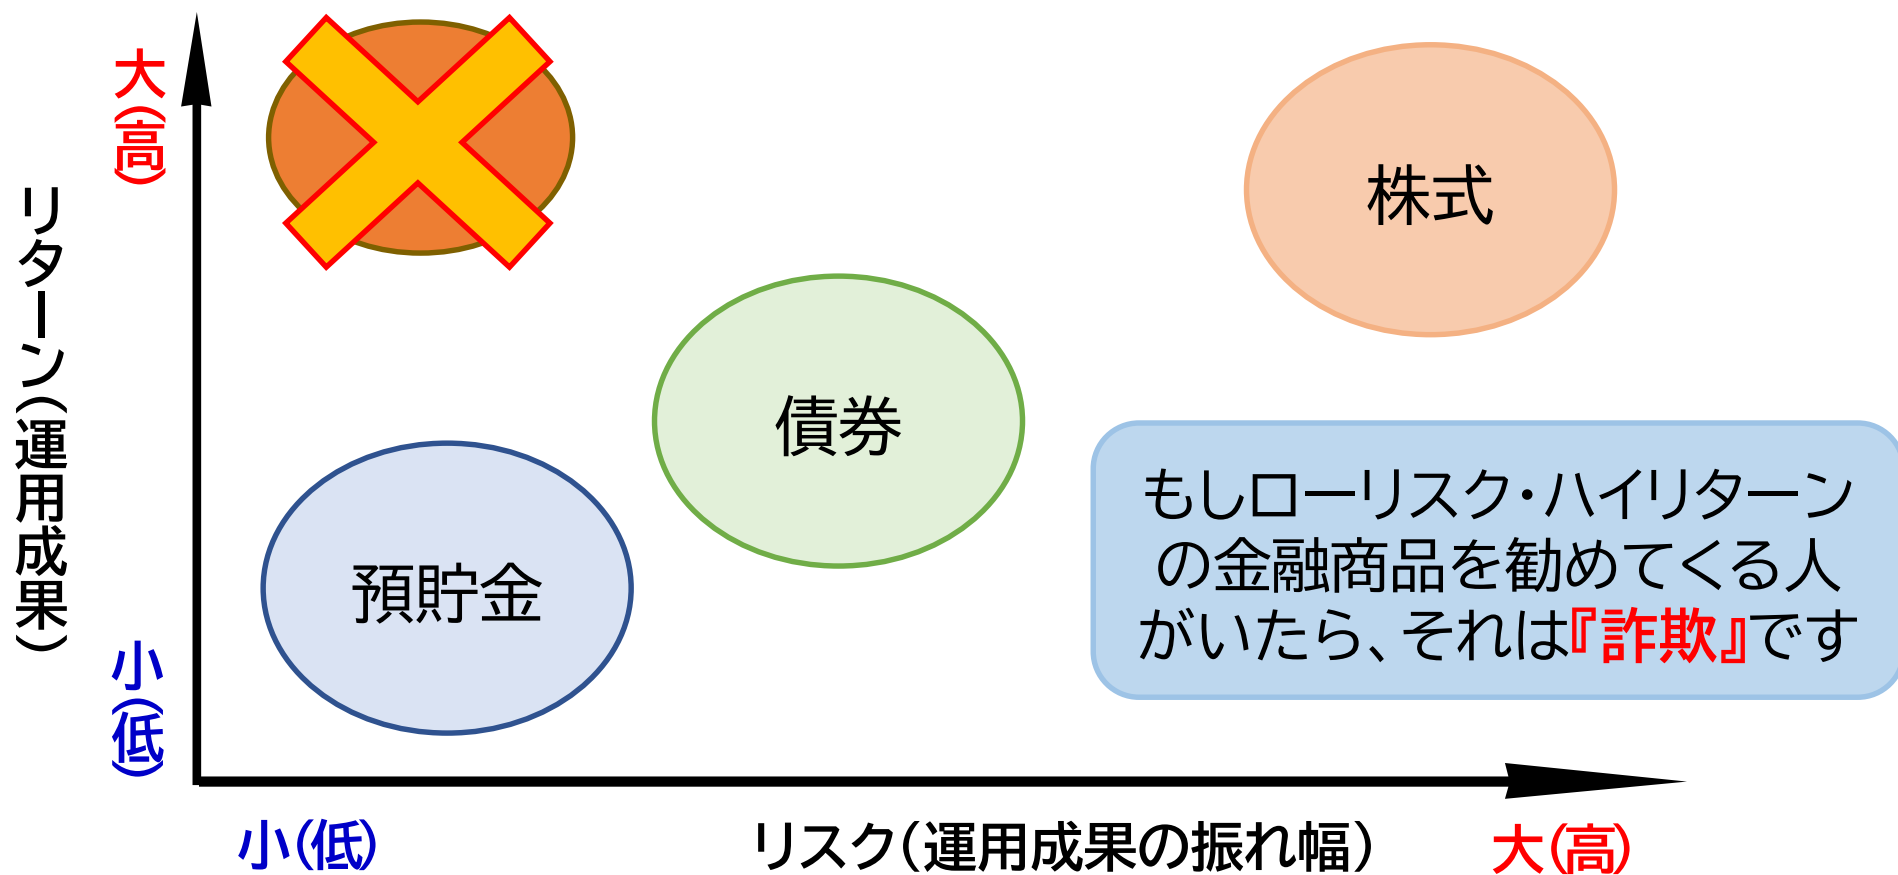 大(高)
リターン(運用成果)
小(低)
株式
債券
預貯金
もしローリスク・ハイリターン
の金融商品を勧めてくる人
がいたら、それは『詐欺』です
小(低)
リスク(運用成果の振れ幅)
大(高)